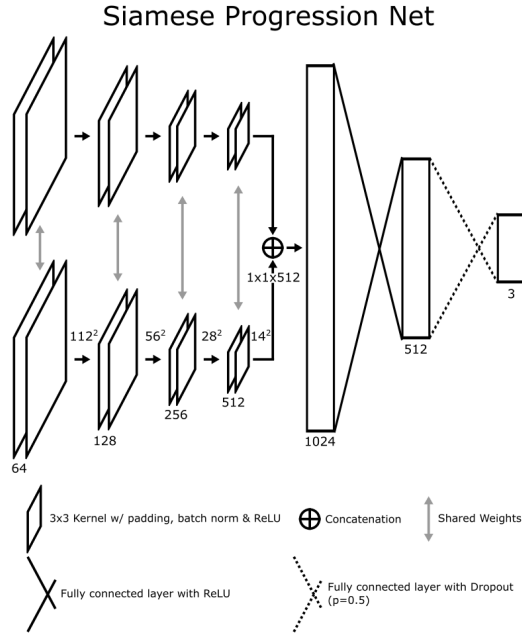 Siamese Progression Net
1x1x512
112² 56² 28² 14²
64
128
256
512
1024
512
3
3x3 Kernel w/ padding, batch norm & ReLU
Concatenation
Shared Weights
Fully connected layer with ReLU
Fully connected layer with Dropout
(p=0.5)